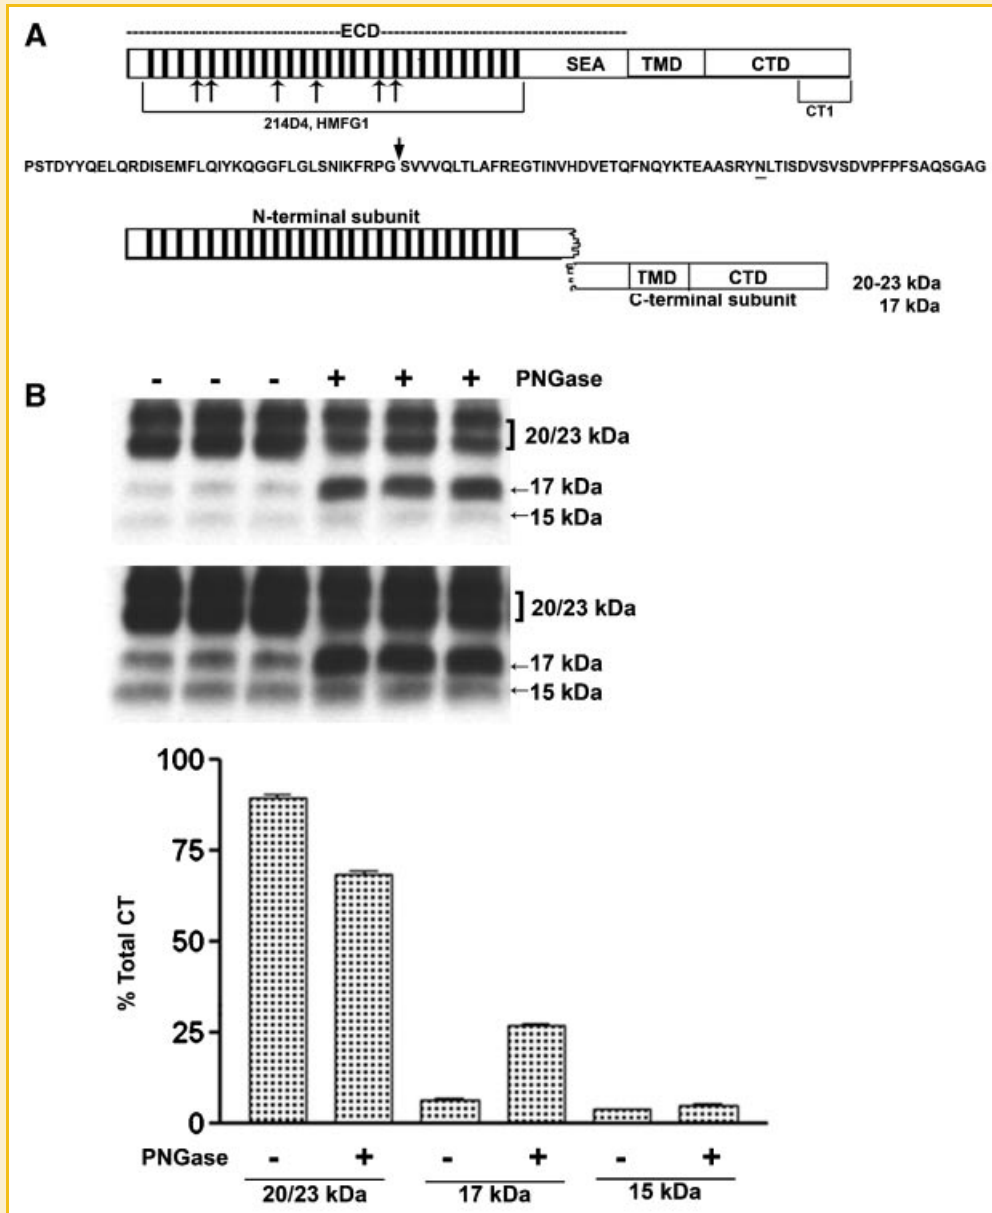 A
ECD
SEA TMD CTD
CT1
214D4, HMFG1
PSTDYYQELQRDISEMFLQIYKQGGFLGLSNIKFRPG SVVVQLTLAFREGTINVHDVETQFNQYKTEAASRYNLTISDVSVSDVPFPFSAQSGAG
N-terminal subunit
TMD CTD
20-23 kDa
C-terminal subunit
17 kDa
B
- - - + + + PNGase
] 20/23 kDa
←17 kDa
←15 kDa
] 20/23 kDa
←17 kDa
←15 kDa
100
75
50
25
0
% Total CT
PNGase - + - + - +
20/23 kDa 17 kDa 15 kDa